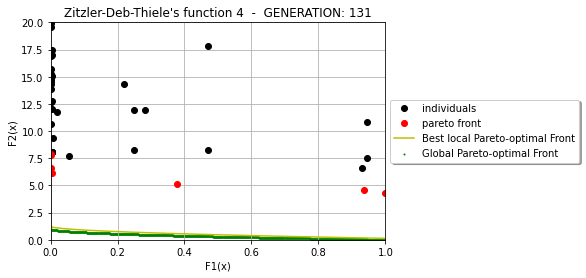 Zitzler-Deb-Thiele's function 4 - GENERATION: 131
20.0
17.5
15.0
12.5
10.0
7.5
5.0
2.5
0.0
F2(x)
0.0 0.2 0.4 0.6 0.8 1.0
F1(x)
individuals
pareto front
Best local Pareto-optimal Front
Global Pareto-optimal Front